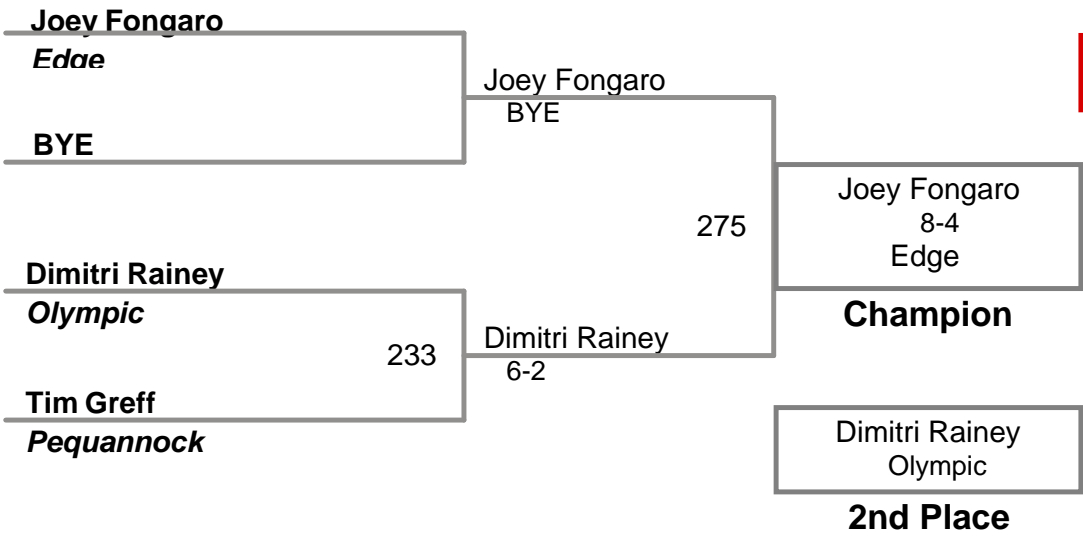 Joey Fongaro
Edge
BYE
Joey Fongaro
BYE
Dimitri Rainey
Olympic
233
Tim Greff
Pequannock
Dimitri Rainey
6-2
275
Joey Fongaro
8-4
Edge
Champion
Dimitri Rainey
Olympic
2nd Place